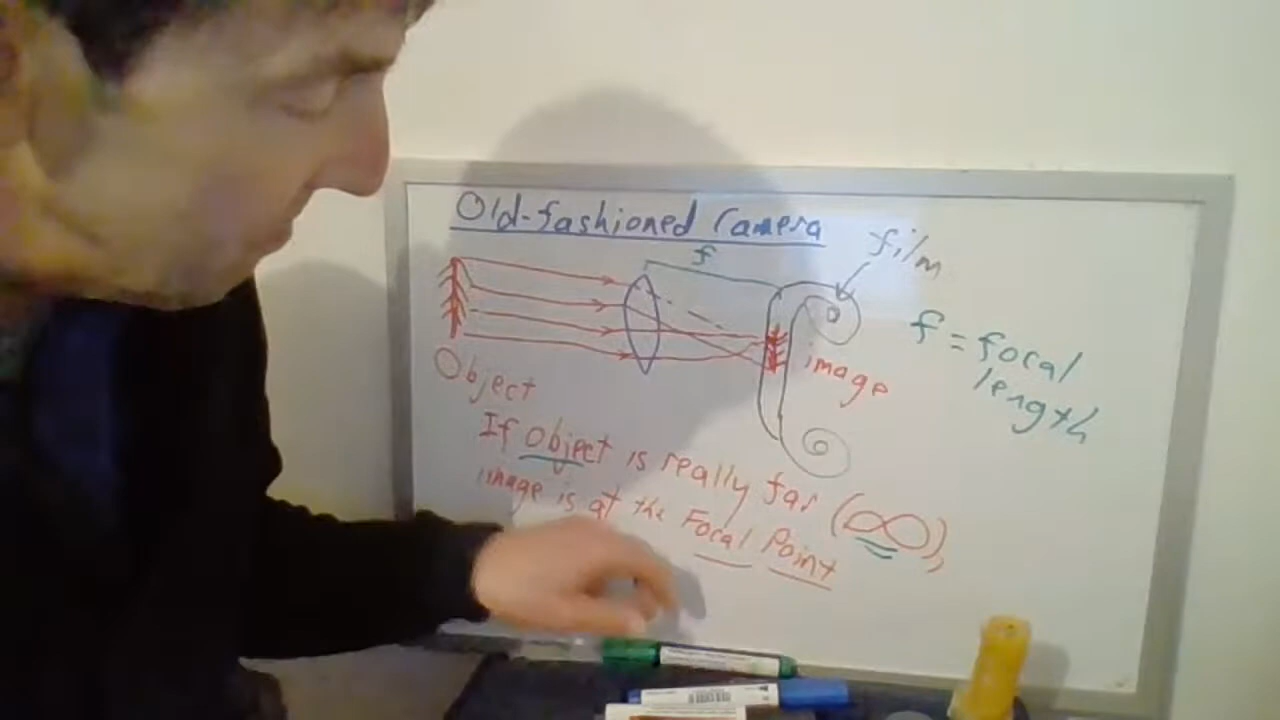 Old-fashioned Camera
f
film
f = focal
length
image
Object
If Object is really far (∞),
image is at the Focal Point